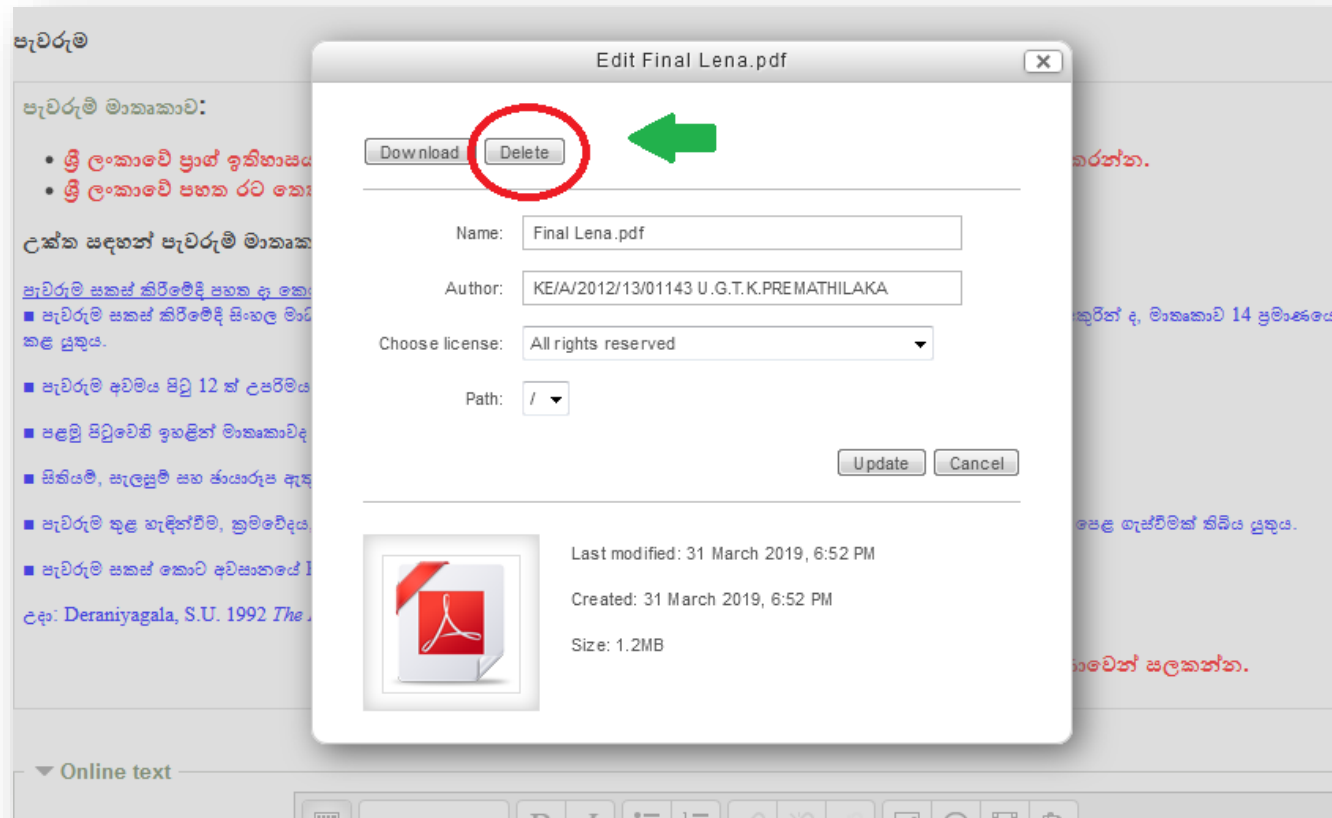 පැවරුම
Edit Final Lena.pdf
පැවරුම් මාතෘකාව:
Download Delete
• ශ්‍රී ලංකාවේ ප්‍රාග් ඉතිහාසය
කරන්න.
• ශ්‍රී ලංකාවේ පහත රට
Name: Final Lena.pdf
උක්ත සඳහන් පැවරුම්
Author: KE/A/2012/13/01143 U.G.T.K.PREMATHILAKA
පැවරුම සකස් කිරීමේදී පහත
■ පැවරුම සකස් කිරීමේදී සිංහල
ද, මාතෘකාව 14
කළ යුතුය.
Choose license: All rights reserved
■ පැවරුම අවමය පිටු 12 ත් උපරිමය
Path: /
■ පළමු පිටුවෙහි ඉහළින් මාතෘකාවද
Update Cancel
■ සිතියම්, සැලසුම් සහ ඡායාරූප
■ පැවරුම තුළ හැඳින්වීම, ක්‍රමවේදය,
පෙළ ගැස්වීමක් තිබිය යුතුය.
Last modified: 31 March 2019, 6:52 PM
■ පැවරුම සකස් කොට අවසානයේ
Created: 31 March 2019, 6:52 PM
උදා: Deraniyagala, S.U. 1992 The
Size: 1.2MB
සලකන්න.
Online text